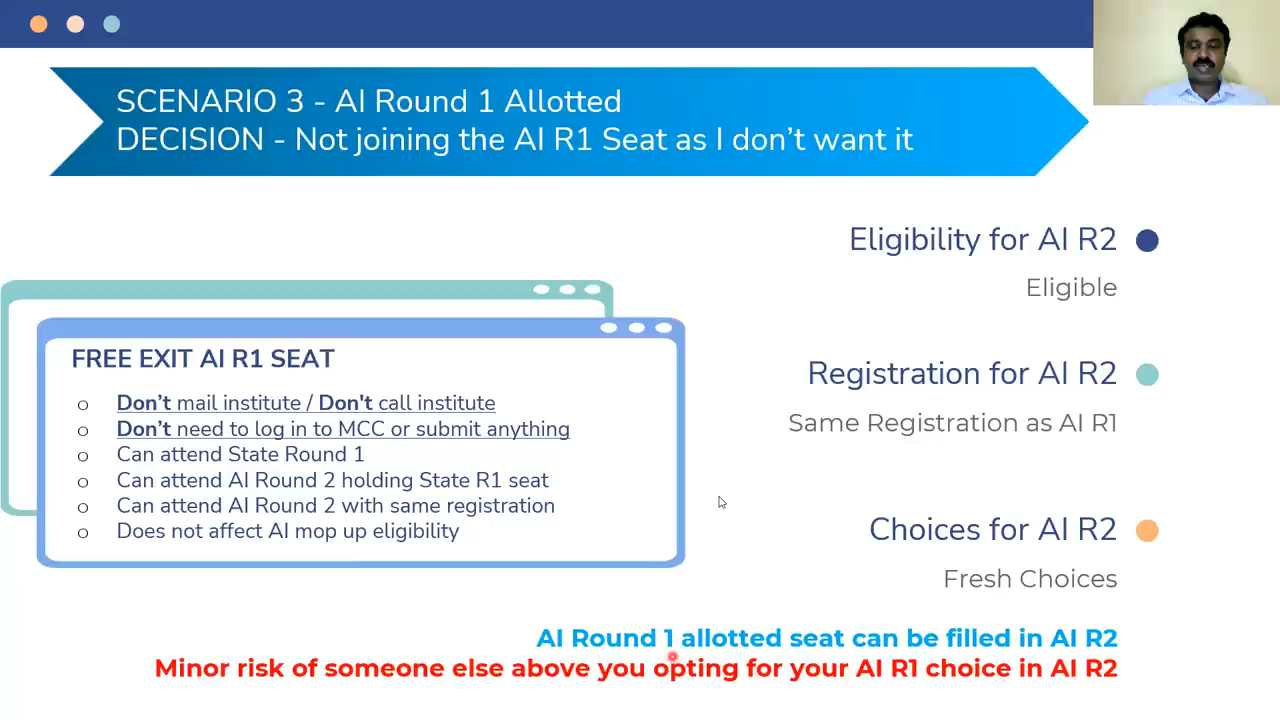 SCENARIO 3 - AI Round 1 Allotted
DECISION - Not joining the AI R1 Seat as I don’t want it
FREE EXIT AI R1 SEAT
o Don’t mail institute / Don't call institute
o Don’t need to log in to MCC or submit anything
o Can attend State Round 1
o Can attend AI Round 2 holding State R1 seat
o Can attend AI Round 2 with same registration
o Does not affect AI mop up eligibility
Eligibility for AI R2
Eligible
Registration for AI R2
Same Registration as AI R1
Choices for AI R2
Fresh Choices
AI Round 1 allotted seat can be filled in AI R2
Minor risk of someone else above you opting for your AI R1 choice in AI R2